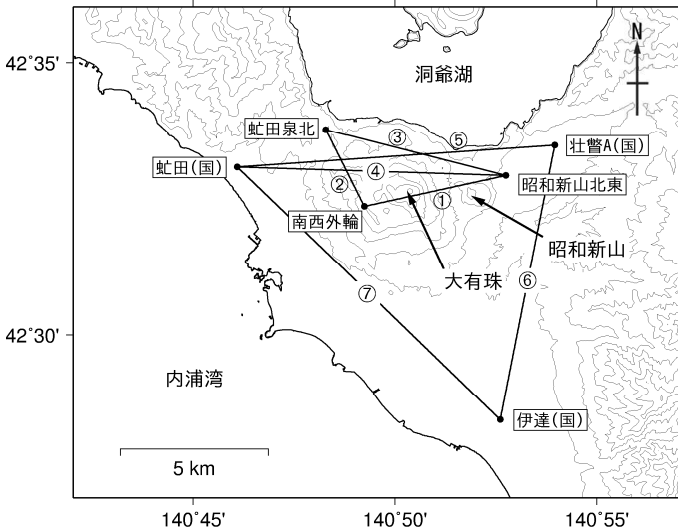 42°35'
洞爺湖
N
虻田泉北
③
⑤
壮瞥A(国)
虻田(国)
②
④
昭和新山北東
南西外輪
①
昭和新山
大有珠
⑥
⑦
42°30'
内浦湾
伊達(国)
5 km
140°45'
140°50'
140°55'